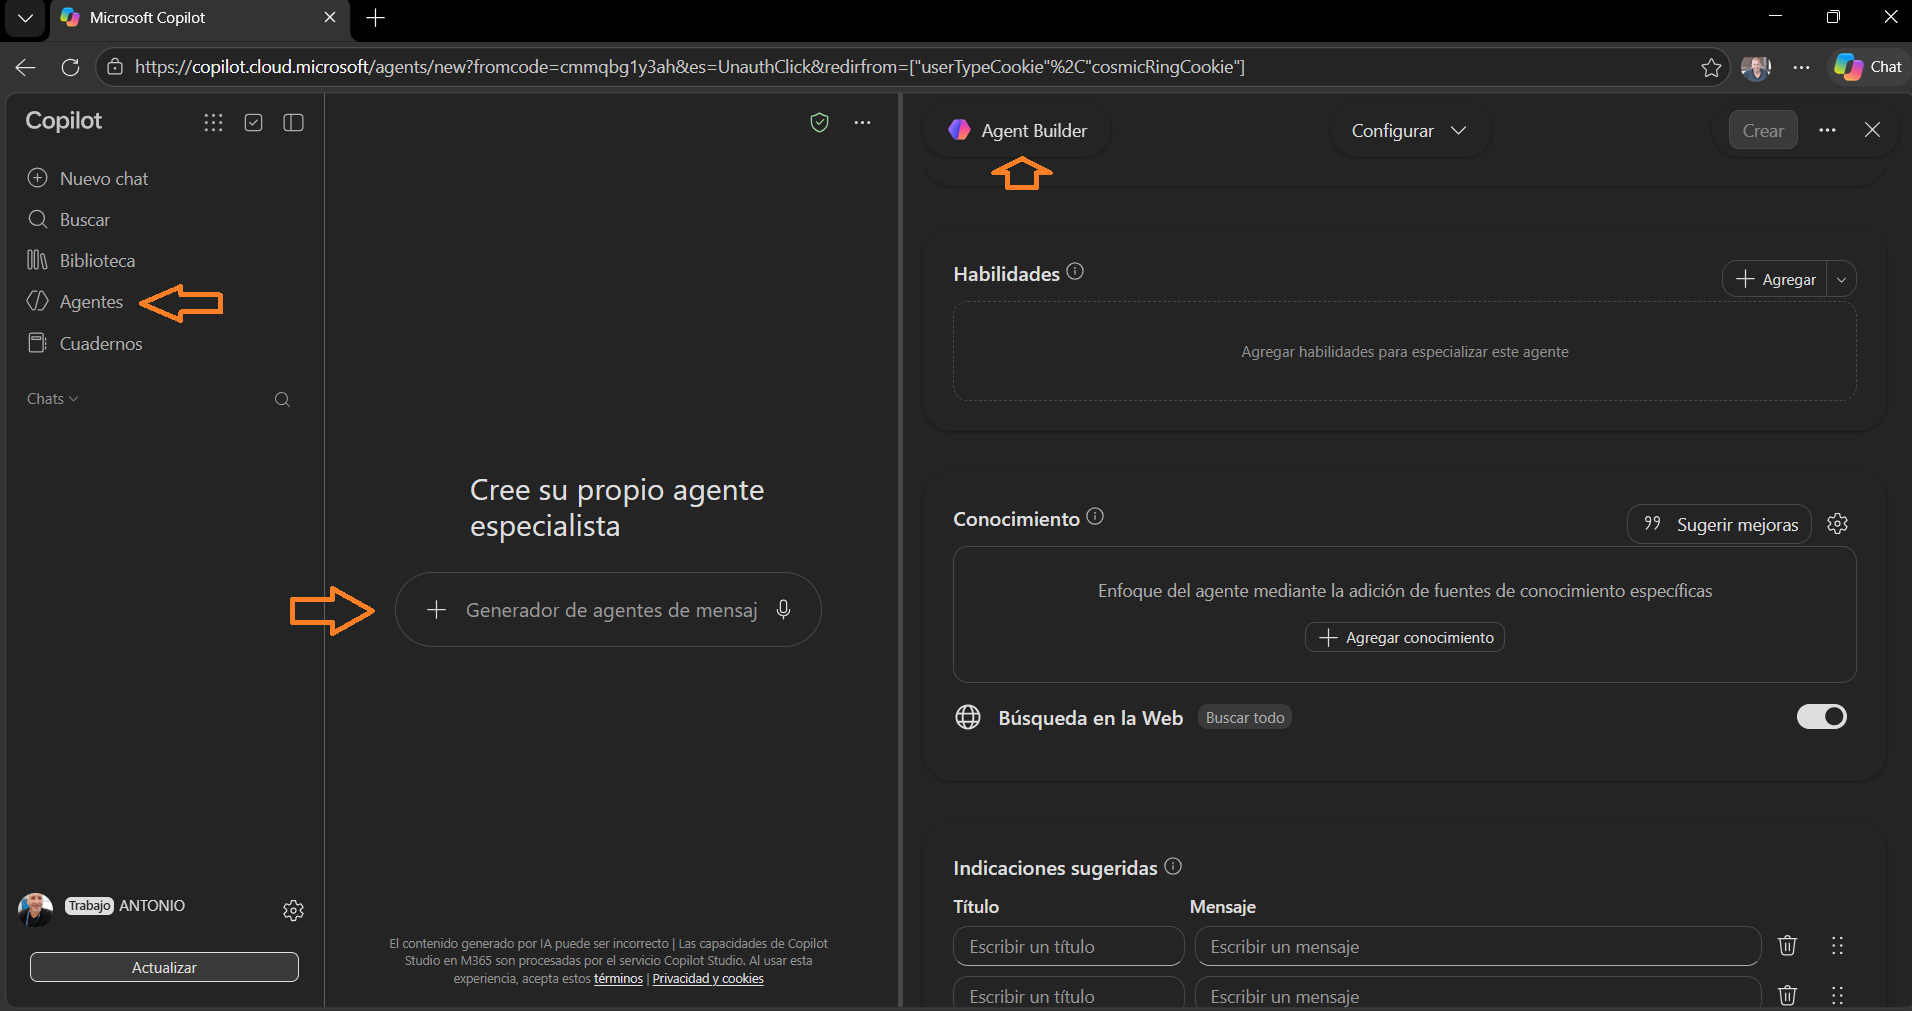 Microsoft Copilot
https://copilot.cloud.microsoft/agents/new?fromcode=cmmqbg1y3ah&es=UnauthClick&redirfrom=["userTypeCookie"%2C"cosmicRingCookie"]
Chat
Copilot
Nuevo chat
Buscar
Biblioteca
Agentes
Cuadernos
Chats
Trabajo ANTONIO
Actualizar
Cree su propio agente
especialista
Generador de agentes de mensaj
El contenido generado por IA puede ser incorrecto | Las capacidades de Copilot
Studio en M365 son procesadas por el servicio Copilot Studio. Al usar esta
experiencia, acepta estos términos | Privacidad y cookies
Agent Builder
Configurar
Crear
Habilidades
Agregar
Agregar habilidades para especializar este agente
Conocimiento
Sugerir mejoras
Enfoque del agente mediante la adición de fuentes de conocimiento específicas
Agregar conocimiento
Búsqueda en la Web Buscar todo
Indicaciones sugeridas
Título Mensaje
Escribir un título Escribir un mensaje
Escribir un título Escribir un mensaje